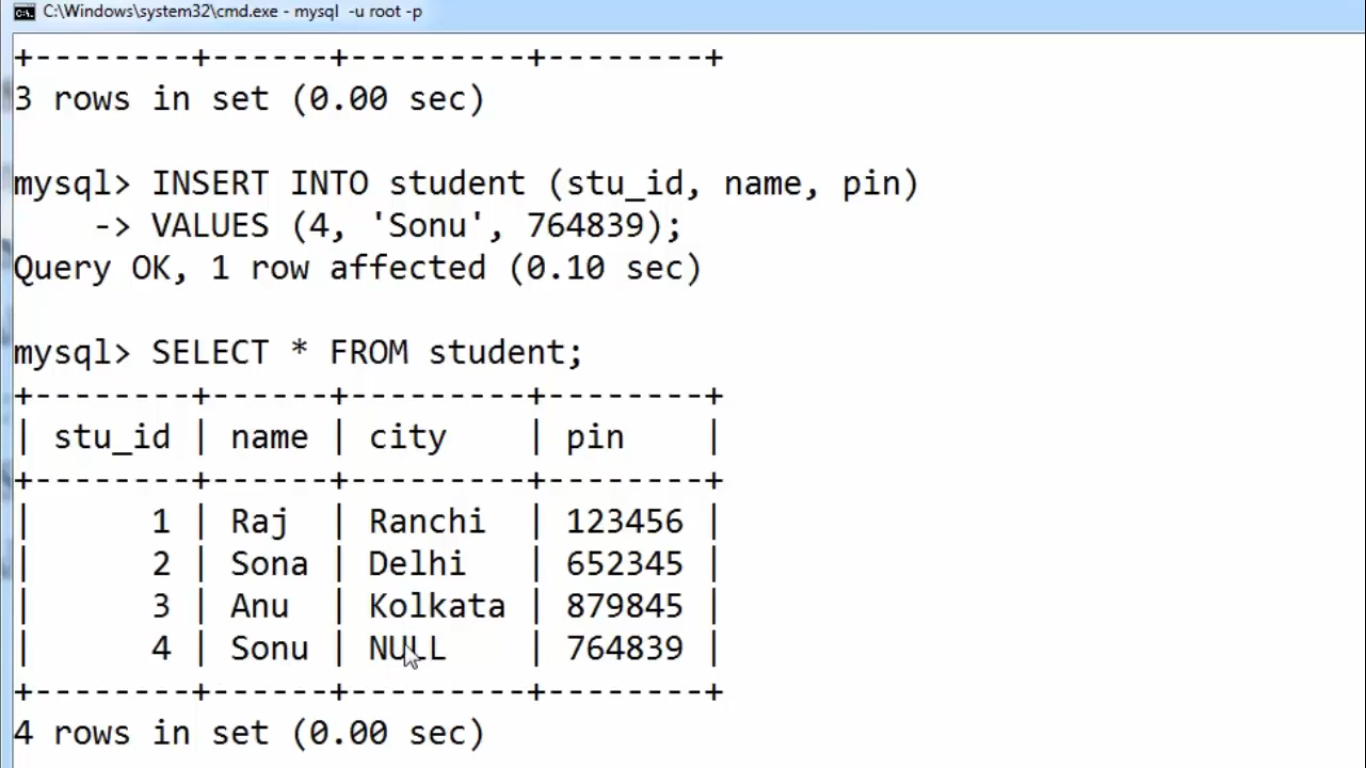 C:\Windows\system32\cmd.exe - mysql  -u root -p
+--------+------+---------+--------+
3 rows in set (0.00 sec)
mysql> INSERT INTO student (stu_id, name, pin)
    -> VALUES (4, 'Sonu', 764839);
Query OK, 1 row affected (0.10 sec)
mysql> SELECT * FROM student;
+--------+------+---------+--------+
| stu_id | name | city    | pin    |
+--------+------+---------+--------+
|      1 | Raj  | Ranchi  | 123456 |
|      2 | Sona | Delhi   | 652345 |
|      3 | Anu  | Kolkata | 879845 |
|      4 | Sonu | NULL    | 764839 |
+--------+------+---------+--------+
4 rows in set (0.00 sec)